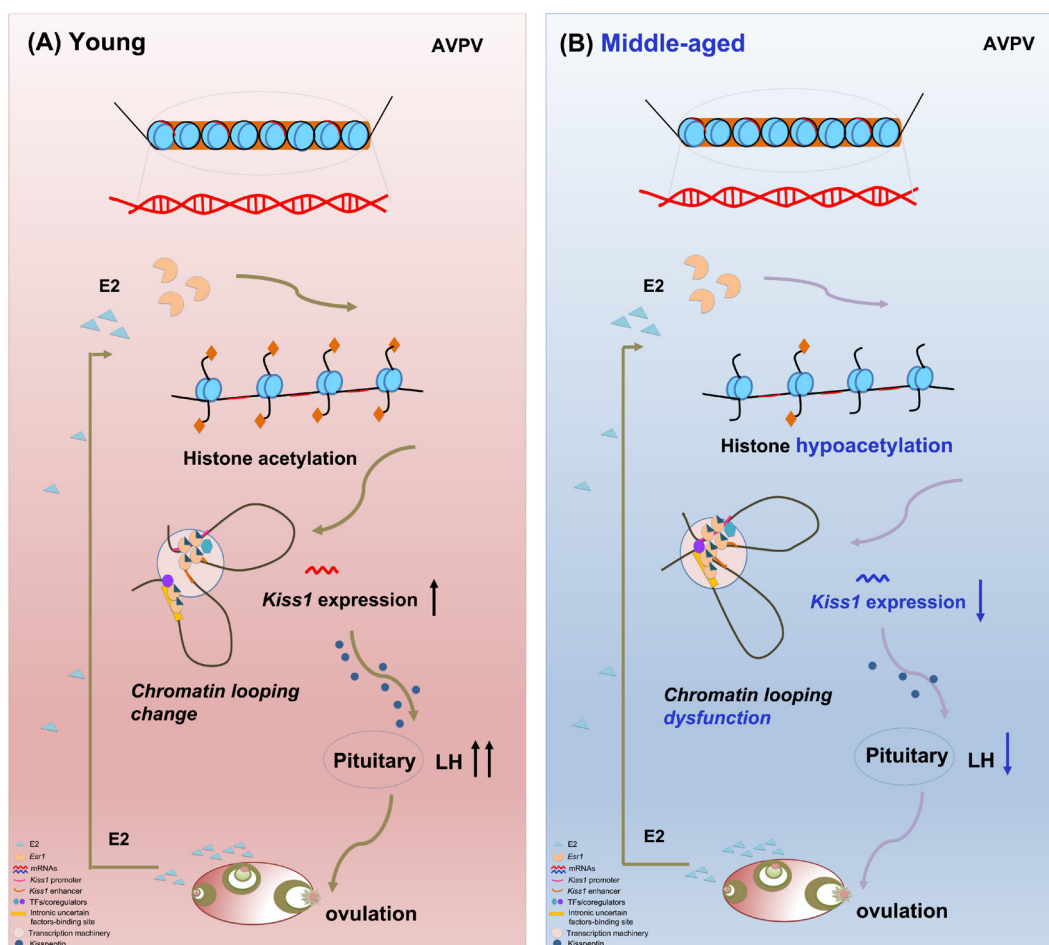 (A) Young
AVPV
E2
Histone acetylation
Kiss1 expression
Chromatin looping
change
Pituitary
LH
E2
ovulation
E2
Esr1
mRNAs
Kiss1 promoter
Kiss1 enhancer
TFs/coregulators
Intronic uncertain
factors-binding site
Transcription machinery
Kisspeptin
(B) Middle-aged
AVPV
E2
Histone hypoacetylation
Kiss1 expression
Chromatin looping
dysfunction
Pituitary
LH
E2
ovulation
E2
Esr1
mRNAs
Kiss1 promoter
Kiss1 enhancer
TFs/coregulators
Intronic uncertain
factors-binding site
Transcription machinery
Kisspeptin